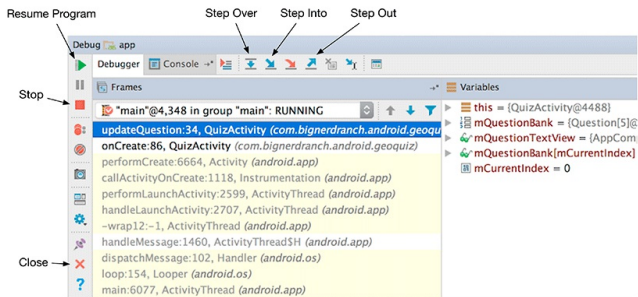 Resume Program
Step Over
Step Into
Step Out
Debug app
Debugger
Console
Stop
Frames
Variables
"main"@4,348 in group "main": RUNNING
updateQuestion:34, QuizActivity (com.bignerdranch.android.geoqui
onCreate:86, QuizActivity (com.bignerdranch.android.geoquiz)
performCreate:6664, Activity (android.app)
callActivityOnCreate:1118, Instrumentation (android.app)
performLaunchActivity:2599, ActivityThread (android.app)
handleLaunchActivity:2707, ActivityThread (android.app)
-wrap12:-1, ActivityThread (android.app)
handleMessage:1460, ActivityThread$H (android.app)
dispatchMessage:102, Handler (android.os)
loop:154, Looper (android.os)
main:6077, ActivityThread (android.app)
this = {QuizActivity@4488}
mQuestionBank = {Question[5]@
mQuestionTextView = {AppComp
mQuestionBank[mCurrentIndex]
mCurrentIndex = 0
Close